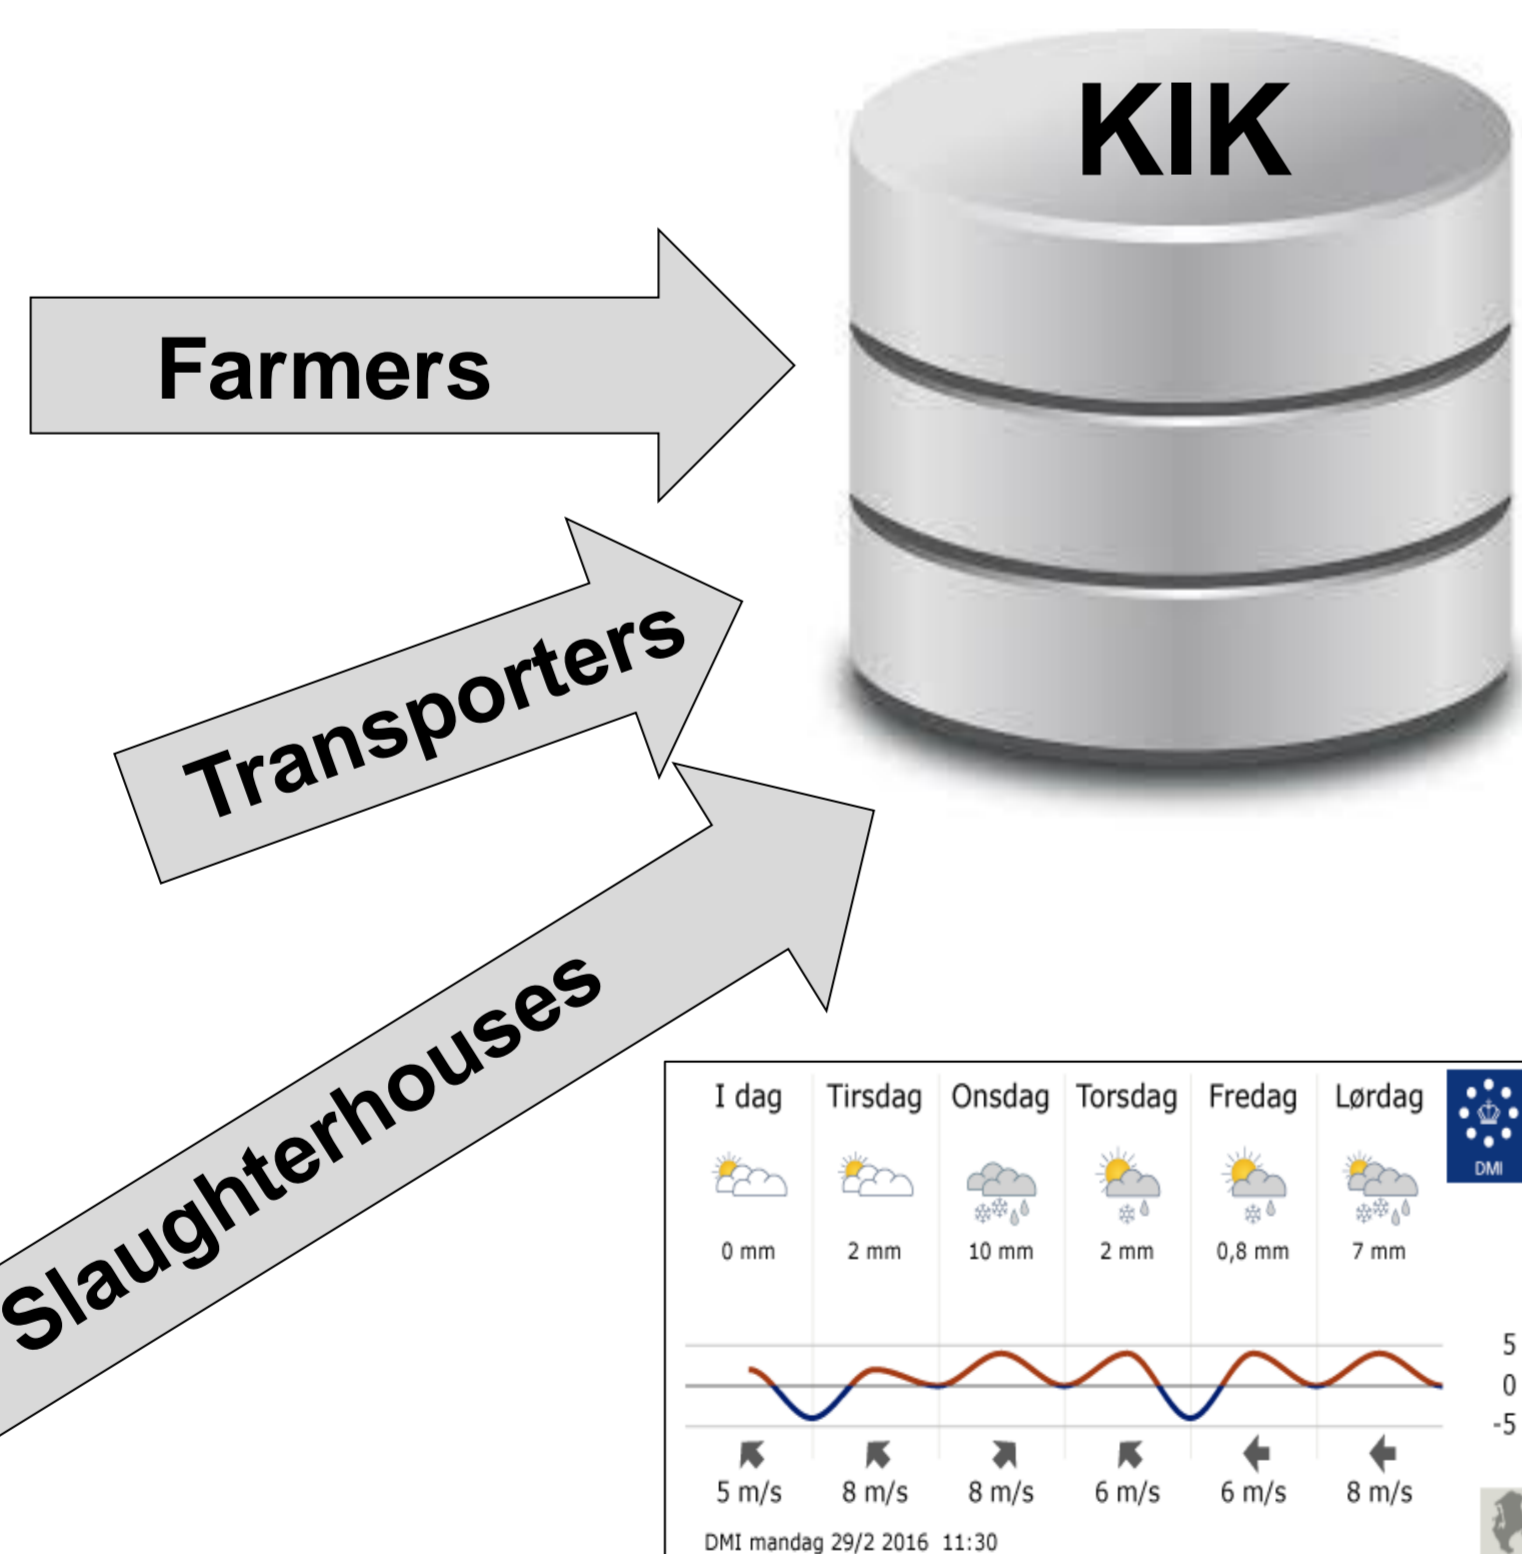 KIK
Farmers
Transporters
Slaughterhouses
I dag Tirsdag Onsdag Torsdag Fredag Lørdag
DMI
0 mm 2 mm 10 mm 2 mm 0,8 mm 7 mm
5
0
-5
5 m/s 8 m/s 8 m/s 6 m/s 6 m/s 8 m/s
DMI mandag 29/2 2016 11:30